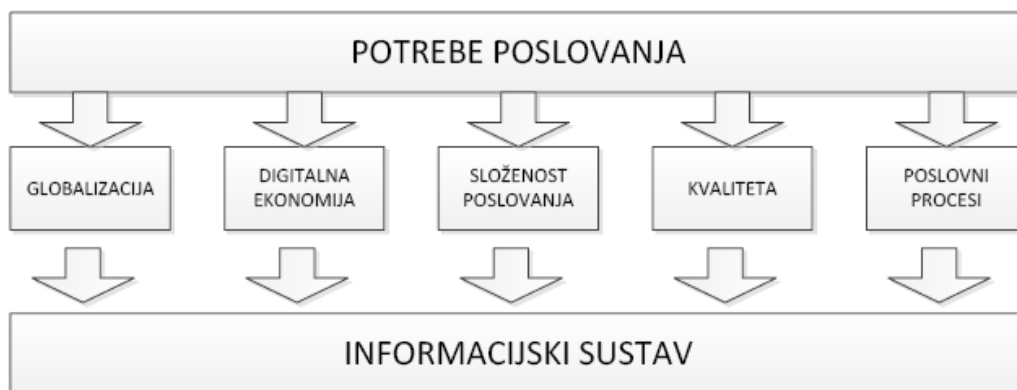 POTREBE POSLOVANJA
GLOBALIZACIJA
DIGITALNA
EKONOMIJA
SLOŽENOST
POSLOVANJA
KVALITETA
POSLOVNI
PROCESI
INFORMACIJSKI SUSTAV